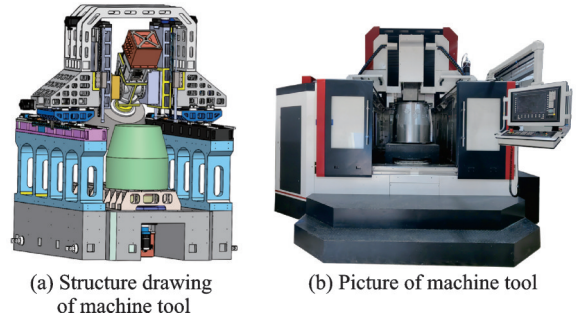 (a) Structure drawing
of machine tool
(b) Picture of machine tool